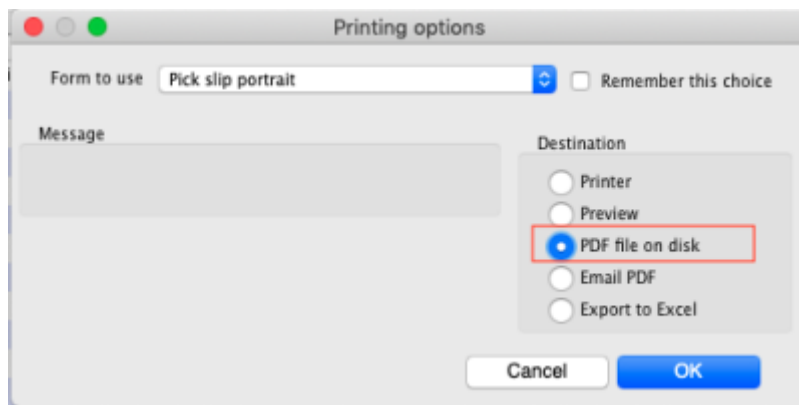 Printing options
Form to use Pick slip portrait Remember this choice
Message
Destination
Printer
Preview
PDF file on disk
Email PDF
Export to Excel
Cancel OK